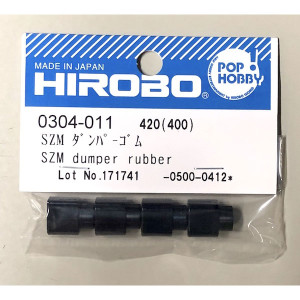 MADE IN JAPAN
HIROBO®
POP!
HOBBY
0304-011 420(400)
SZM ﾀﾞﾝﾊﾟｰｺﾞﾑ
SZM dumper rubber
Lot No.171741 -0500-0412*